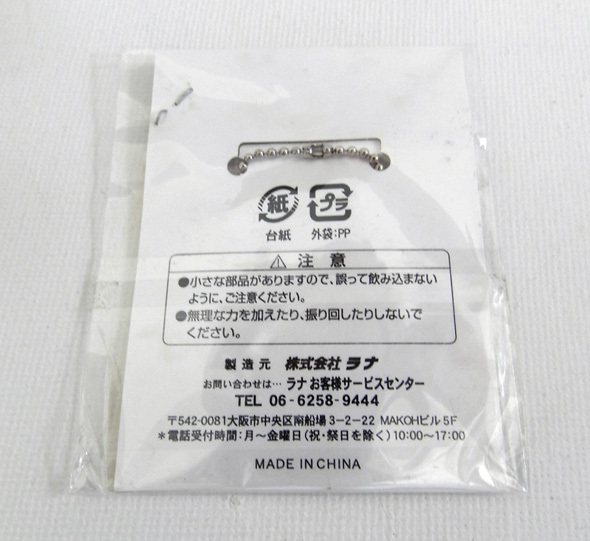 紙 プラ
台紙 外袋:PP
⚠ 注意
●小さな部品がありますので、誤って飲み込まない
ように、ご注意ください。
●無理な力を加えたり、振り回したりしないで
ください。
製造元 株式会社 ラナ
お問い合わせは… ラナ お客様サービスセンター
TEL 06-6258-9444
〒542-0081大阪市中央区南船場3-2-22 MAKOHビル5F
*電話受付時間:月～金曜日(祝・祭日を除く)10:00～17:00
MADE IN CHINA